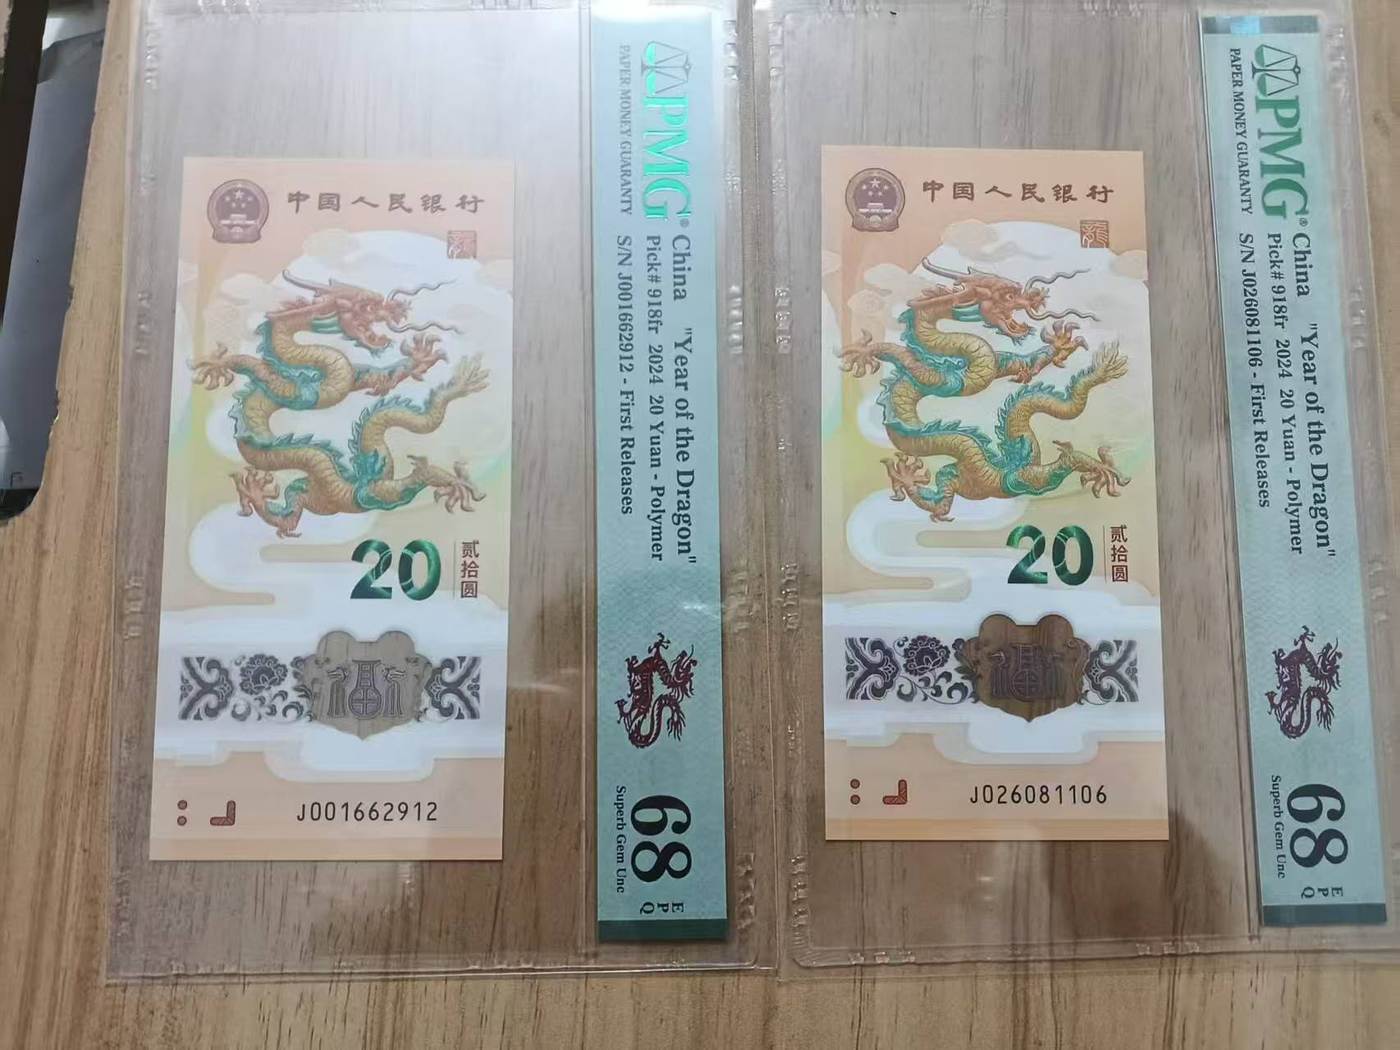 中国人民银行
20
贰拾圆
J001662912
PMG®
PAPER MONEY GUARANTY
China "Year of the Dragon"
Pick# 918fr 2024 20 Yuan - Polymer
S/N J001662912 - First Releases
68
EPQ
Superb Gem Unc
中国人民银行
20
贰拾圆
J026081106
PMG®
PAPER MONEY GUARANTY
China "Year of the Dragon"
Pick# 918fr 2024 20 Yuan - Polymer
S/N J026081106 - First Releases
68
EPQ
Superb Gem Unc